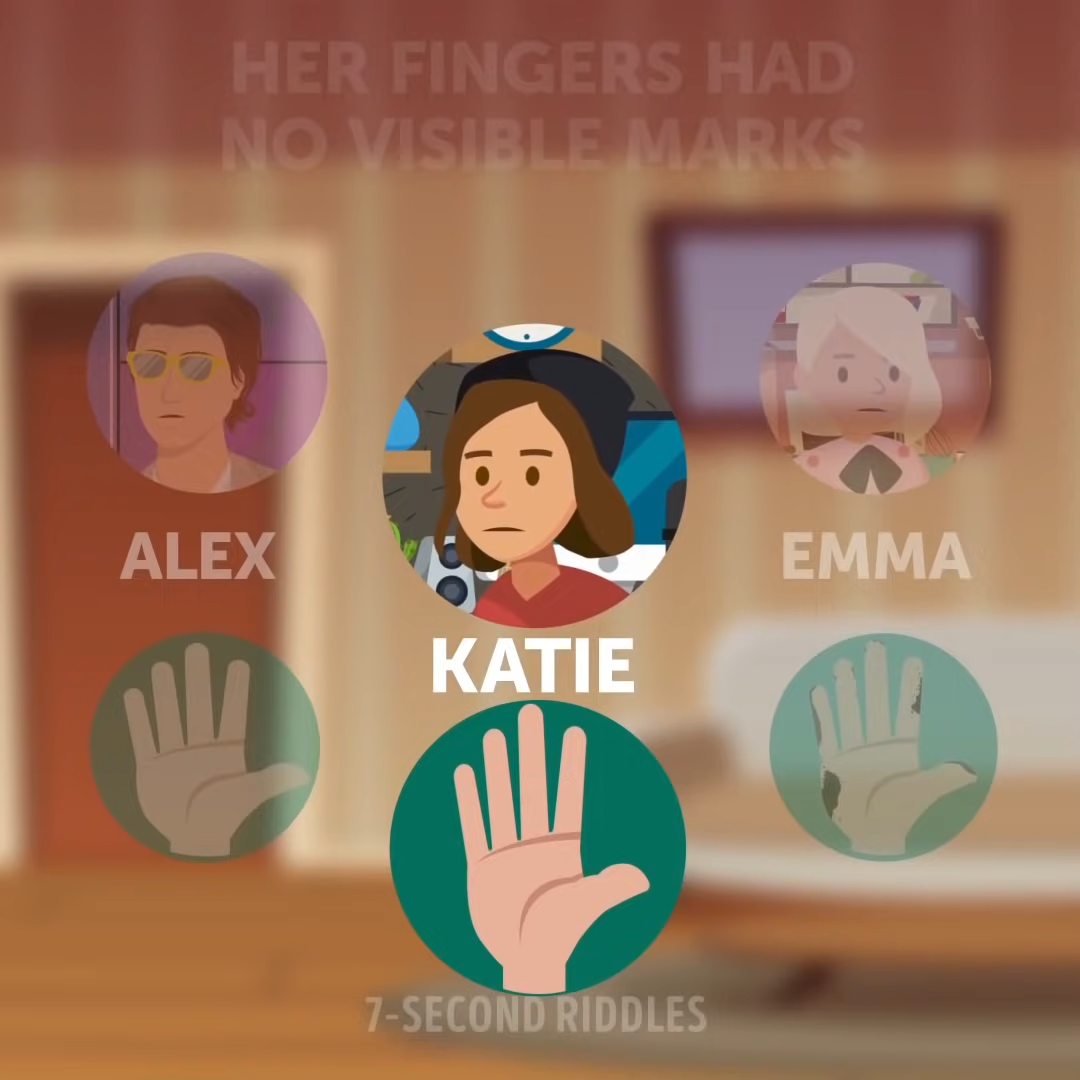 HER FINGERS HAD
NO VISIBLE MARKS
ALEX
EMMA
KATIE
7-SECOND RIDDLES